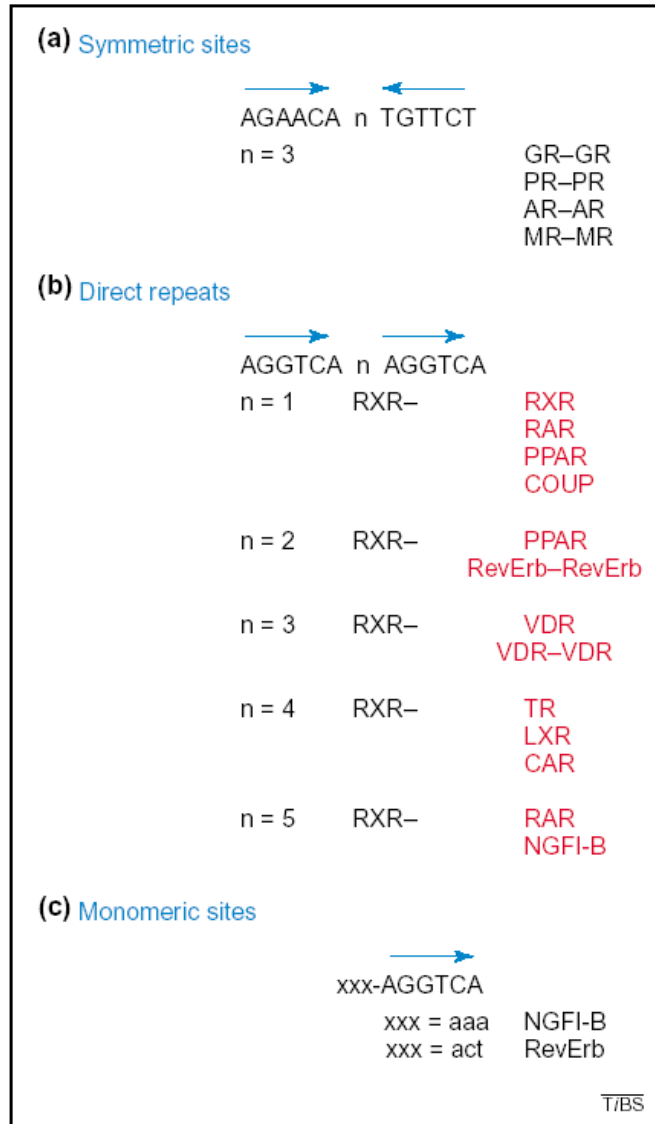 (a) Symmetric sites
AGAACA n TGTTCT
n = 3 GR–GR
PR–PR
AR–AR
MR–MR
(b) Direct repeats
AGGTCA n AGGTCA
n = 1 RXR– RXR
RAR
PPAR
COUP
n = 2 RXR– PPAR
RevErb–RevErb
n = 3 RXR– VDR
VDR–VDR
n = 4 RXR– TR
LXR
CAR
n = 5 RXR– RAR
NGFI-B
(c) Monomeric sites
xxx-AGGTCA
xxx = aaa NGFI-B
xxx = act RevErb
TiBS